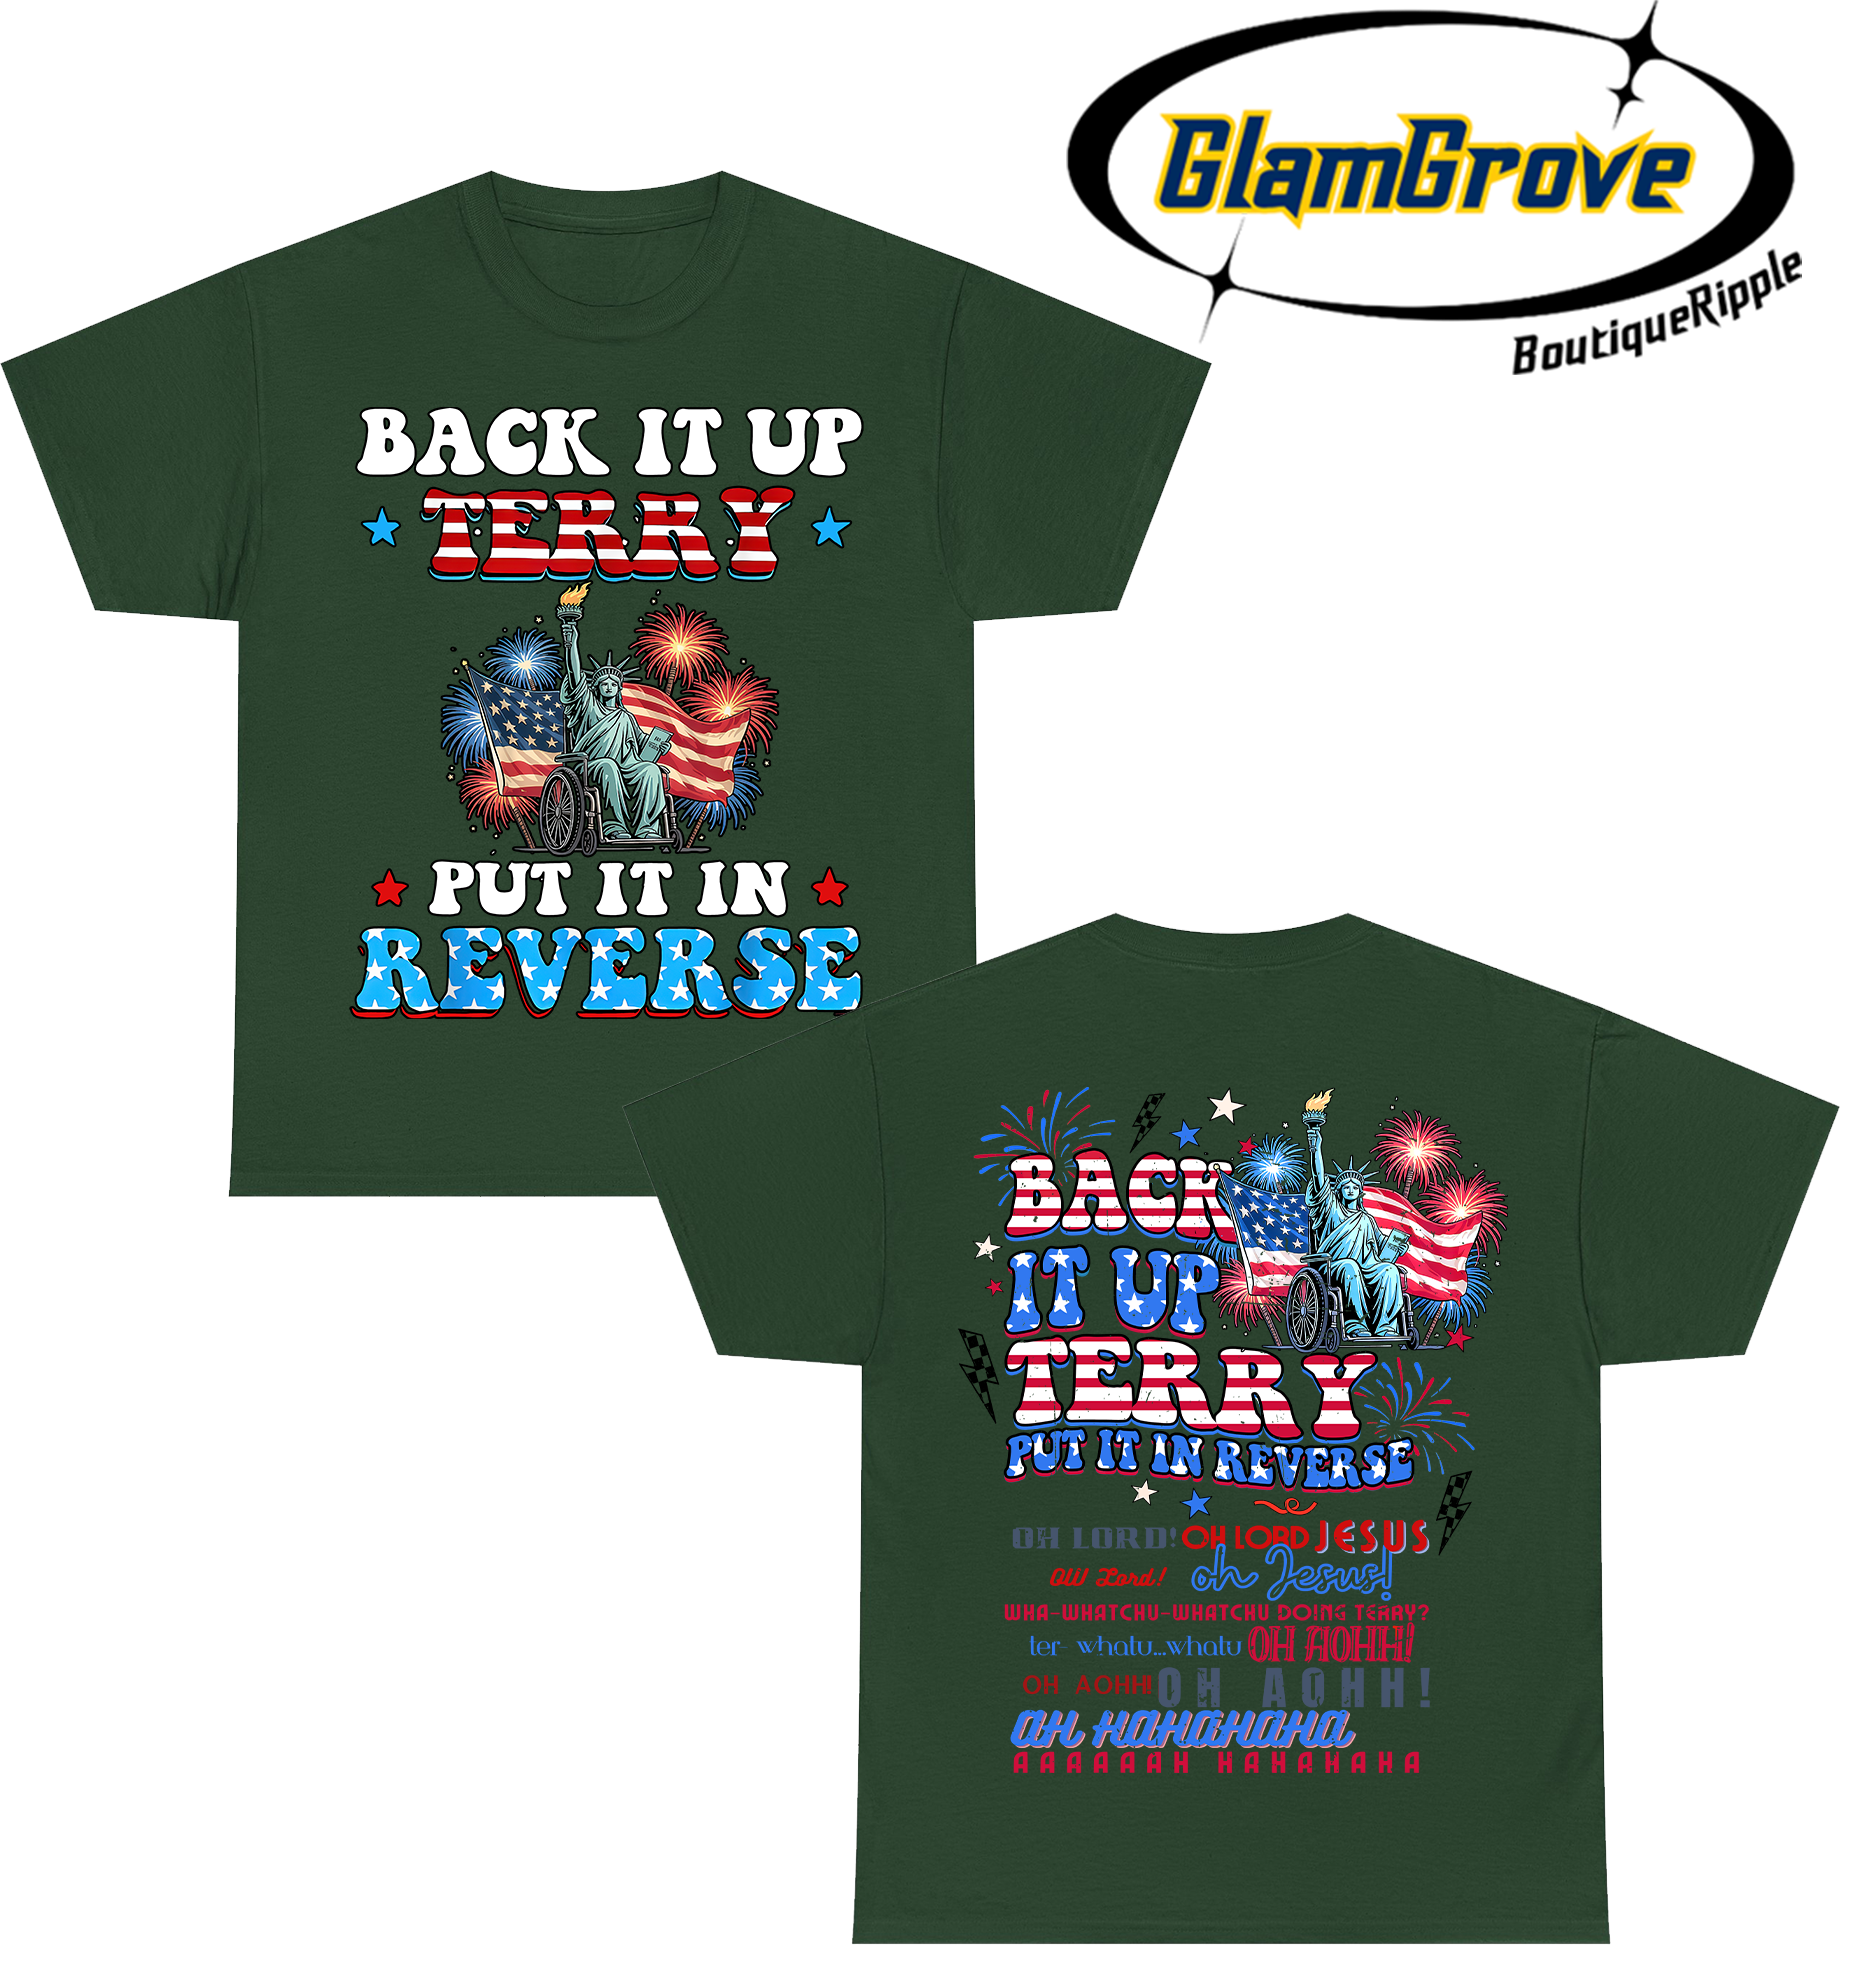 GlamGrove
BoutiqueRipple
BACK IT UP
TERRY
PUT IT IN
REVERSE
BACK
IT UP
TERRY
PUT IT IN REVERSE
OH LORD! OH LORD JESUS
OW Lord! oh Jesus!
WHA-WHATCHU-WHATCHU DOING TERRY?
ter- whatu...whatu OH AOHH!
OH AOHH! OH AOHH!
AH HAHAHAHA
AAAAAAH HAHAHAHA